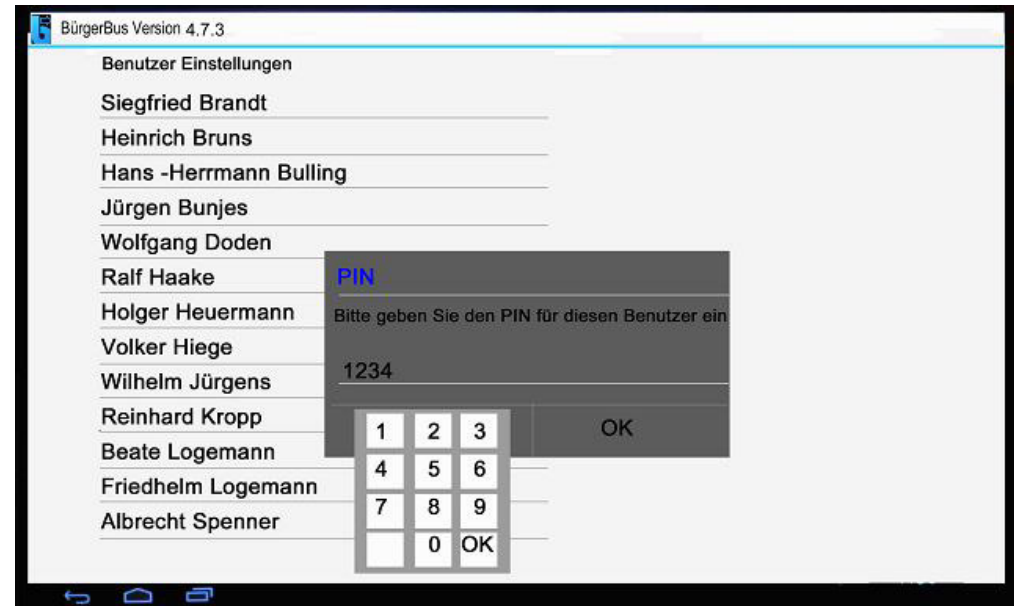 BürgerBus Version 4.7.3
Benutzer Einstellungen
Siegfried Brandt
Heinrich Bruns
Hans -Herrmann Bulling
Jürgen Bunjes
Wolfgang Doden
Ralf Haake
Holger Heuermann
Volker Hiege
Wilhelm Jürgens
Reinhard Kropp
Beate Logemann
Friedhelm Logemann
Albrecht Spenner
PIN
Bitte geben Sie den PIN für diesen Benutzer ein
1234
OK
1 2 3
4 5 6
7 8 9
0 OK